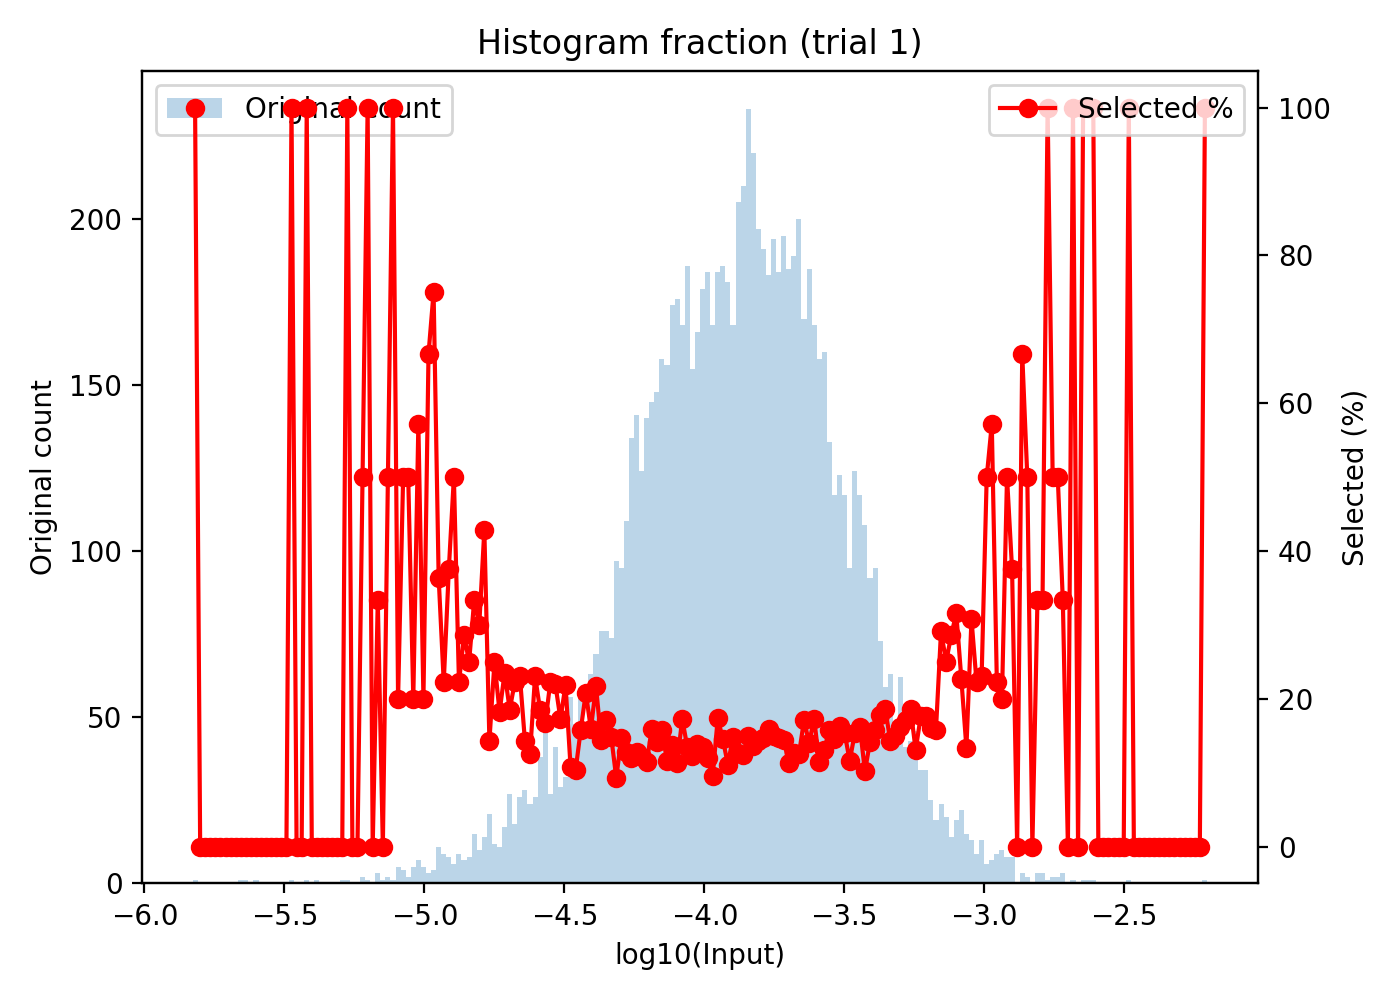 Histogram fraction (trial 1)
Original count
Selected %
200
150
100
50
0
Original count
100
80
60
40
20
0
Selected (%)
−6.0 −5.5 −5.0 −4.5 −4.0 −3.5 −3.0 −2.5
log10(Input)